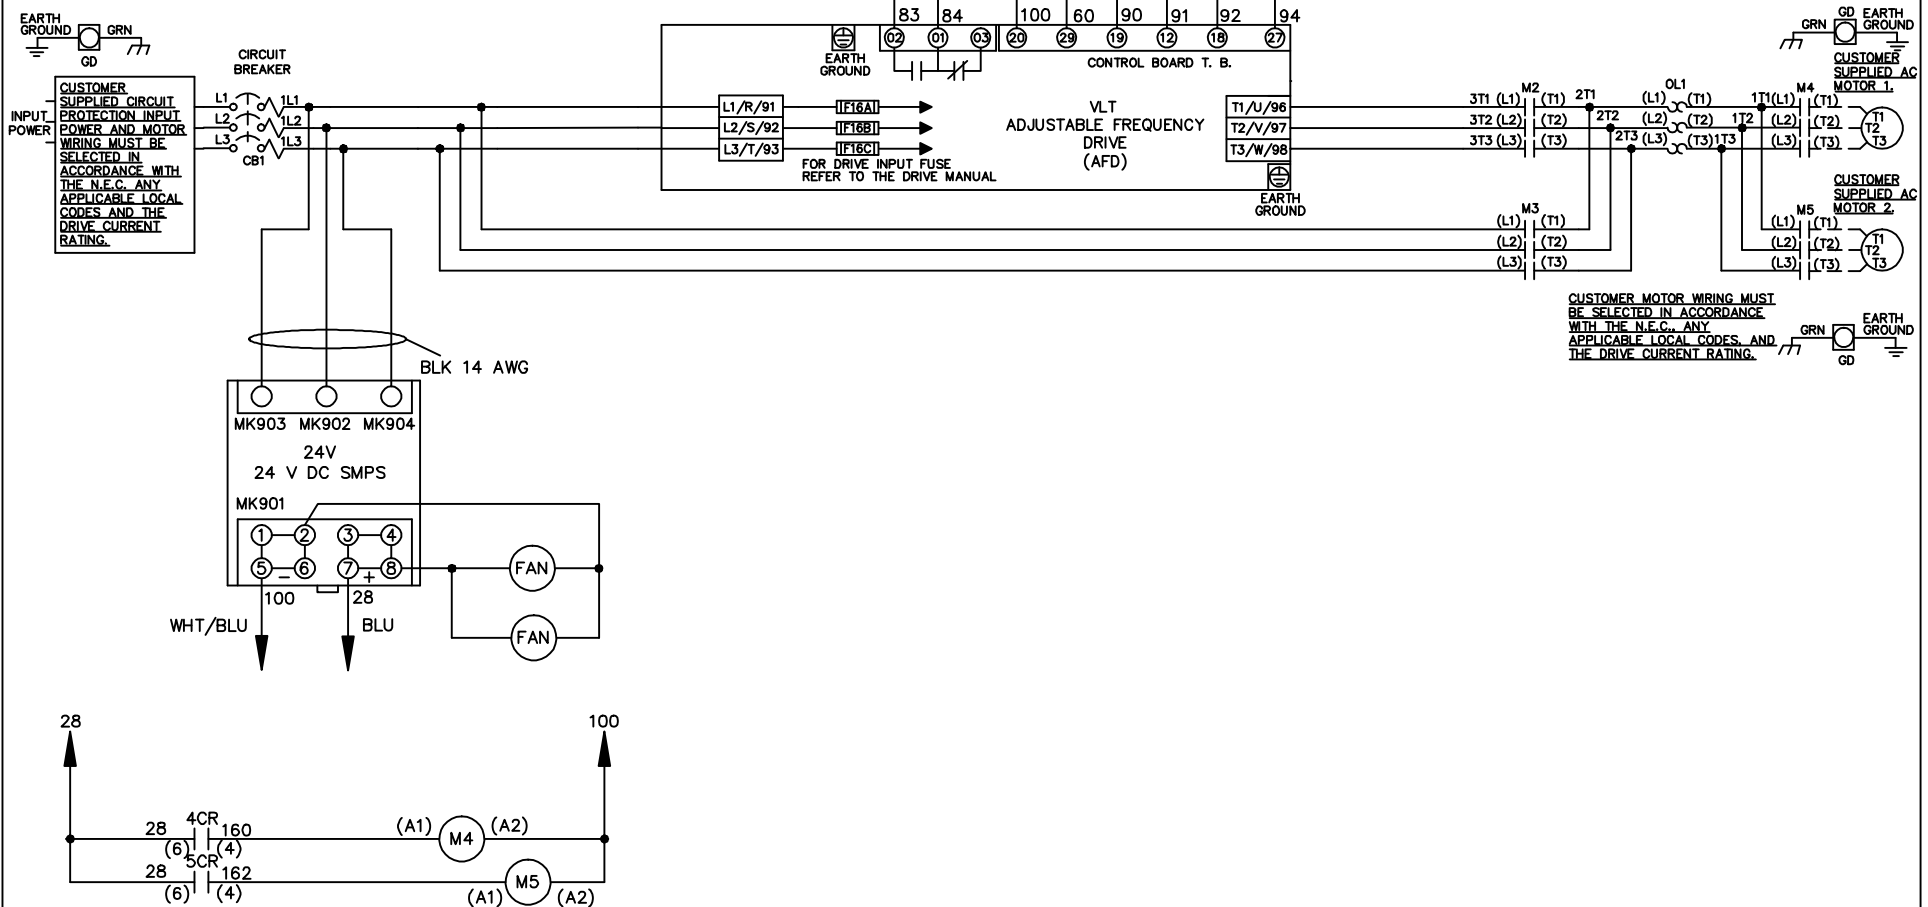 83 84 100 60 90 91 92 94
02 01 03 20 29 19 12 18 27
EARTH
GROUND
GRN
GD
CIRCUIT
BREAKER
EARTH
GROUND
CONTROL BOARD T. B.
GD
EARTH
GROUND
GRN
INPUT
POWER
CUSTOMER
SUPPLIED CIRCUIT
PROTECTION INPUT
POWER AND MOTOR
WIRING MUST BE
SELECTED IN
ACCORDANCE WITH
THE N.E.C. ANY
APPLICABLE LOCAL
CODES AND THE
DRIVE CURRENT
RATING.
L1 1L1
L2 1L2
L3 1L3
CB1
L1/R/91 IF16A
L2/S/92 IF16B
L3/T/93 IF16C
FOR DRIVE INPUT FUSE
REFER TO THE DRIVE MANUAL
VLT
ADJUSTABLE FREQUENCY
DRIVE
(AFD)
T1/U/96
T2/V/97
T3/W/98
EARTH
GROUND
M2
3T1 (L1) (T1) 2T1
3T2 (L2) (T2) 2T2
3T3 (L3) (T3) 2T3
OL1
(L1) (T1) 1T1
(L2) (T2) 1T2
(L3) (T3) 1T3
M4
(L1) (T1)
(L2) (T2)
(L3) (T3)
CUSTOMER
SUPPLIED AC
MOTOR 1.
T1
T2
T3
M3
(L1) (T1)
(L2) (T2)
(L3) (T3)
M5
(L1) (T1)
(L2) (T2)
(L3) (T3)
CUSTOMER
SUPPLIED AC
MOTOR 2.
T1
T2
T3
CUSTOMER MOTOR WIRING MUST
BE SELECTED IN ACCORDANCE
WITH THE N.E.C., ANY
APPLICABLE LOCAL CODES, AND
THE DRIVE CURRENT RATING.
GRN
GD
EARTH
GROUND
BLK 14 AWG
MK903 MK902 MK904
24V
24 V DC SMPS
MK901
1 2 3 4
5 6 7 8
- +
100 28
WHT/BLU BLU
FAN
FAN
28 100
28 4CR 160 (A1) M4 (A2)
(6) (4)
28 5CR 162 (A1) M5 (A2)
(6) (4)